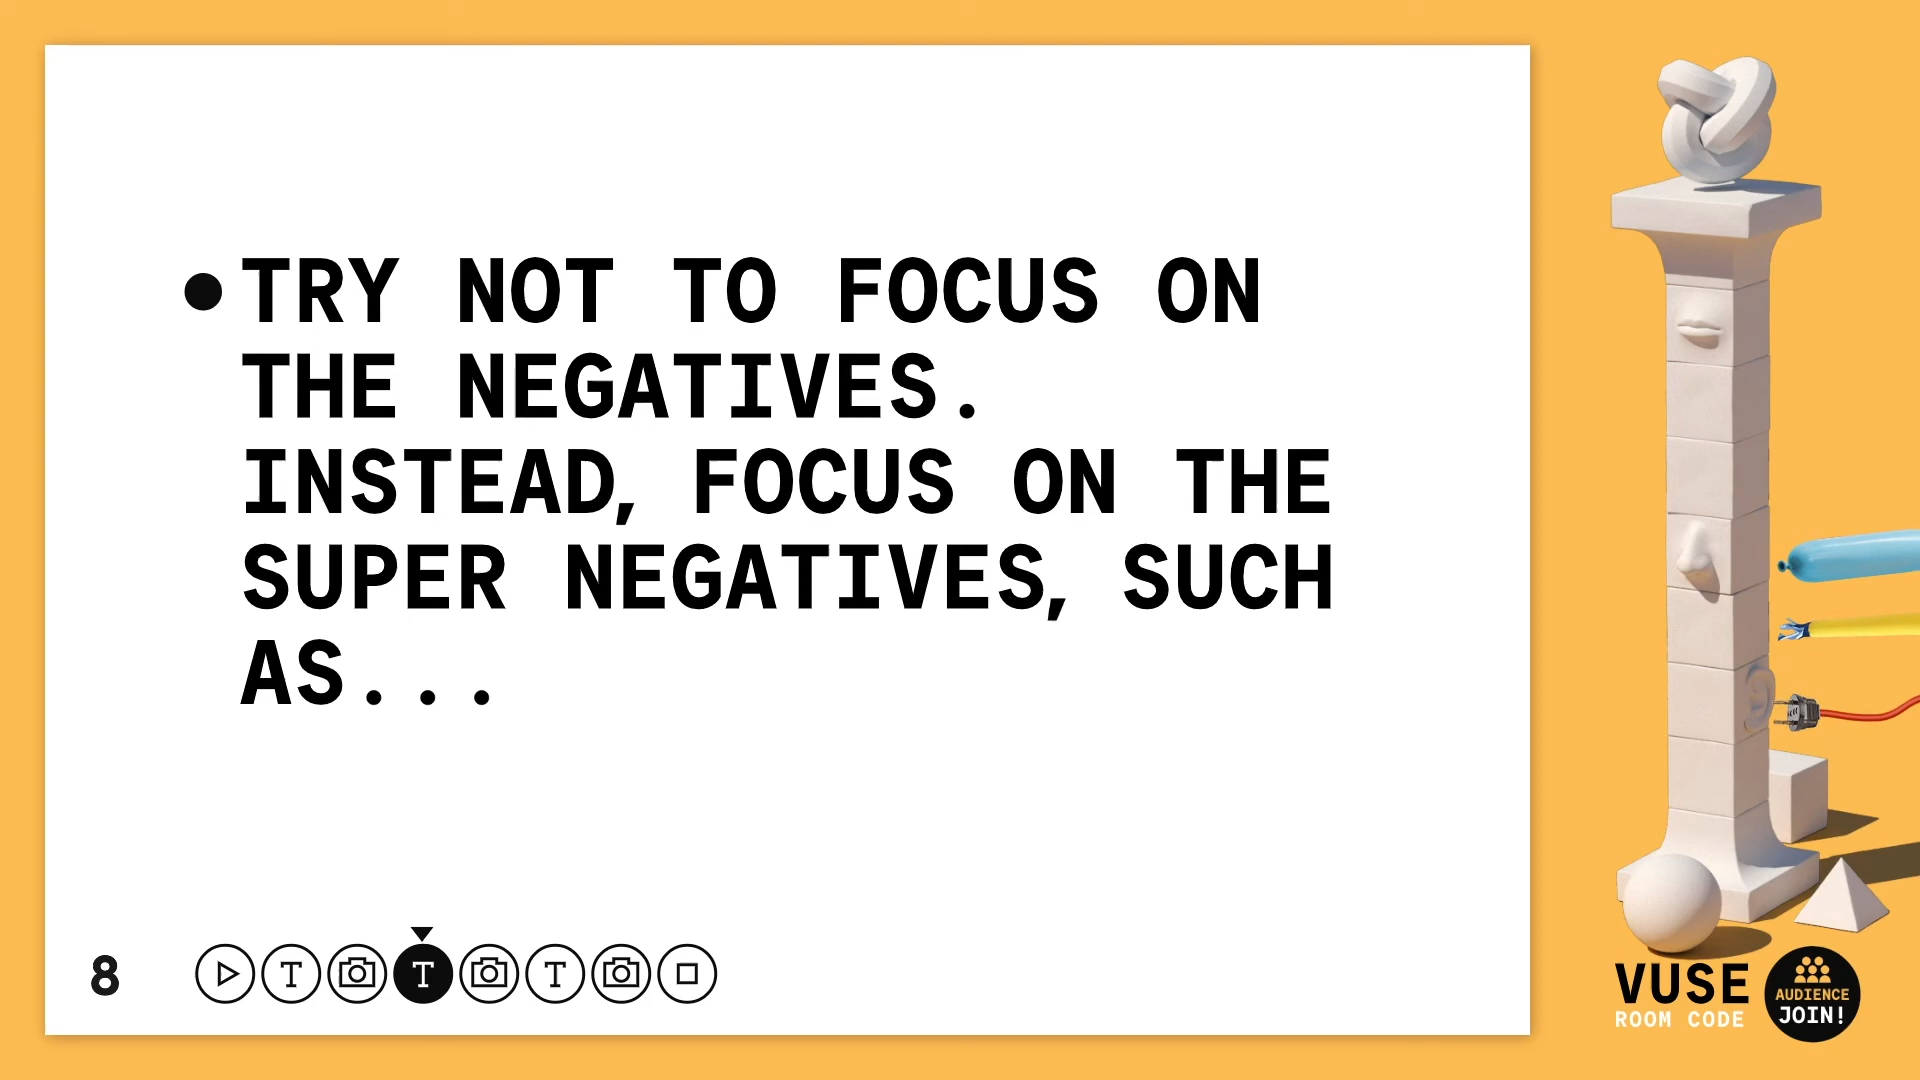 •TRY NOT TO FOCUS ON
THE NEGATIVES.
INSTEAD, FOCUS ON THE
SUPER NEGATIVES, SUCH
AS...
8
T
T
T
VUSE
ROOM CODE
AUDIENCE
JOIN!